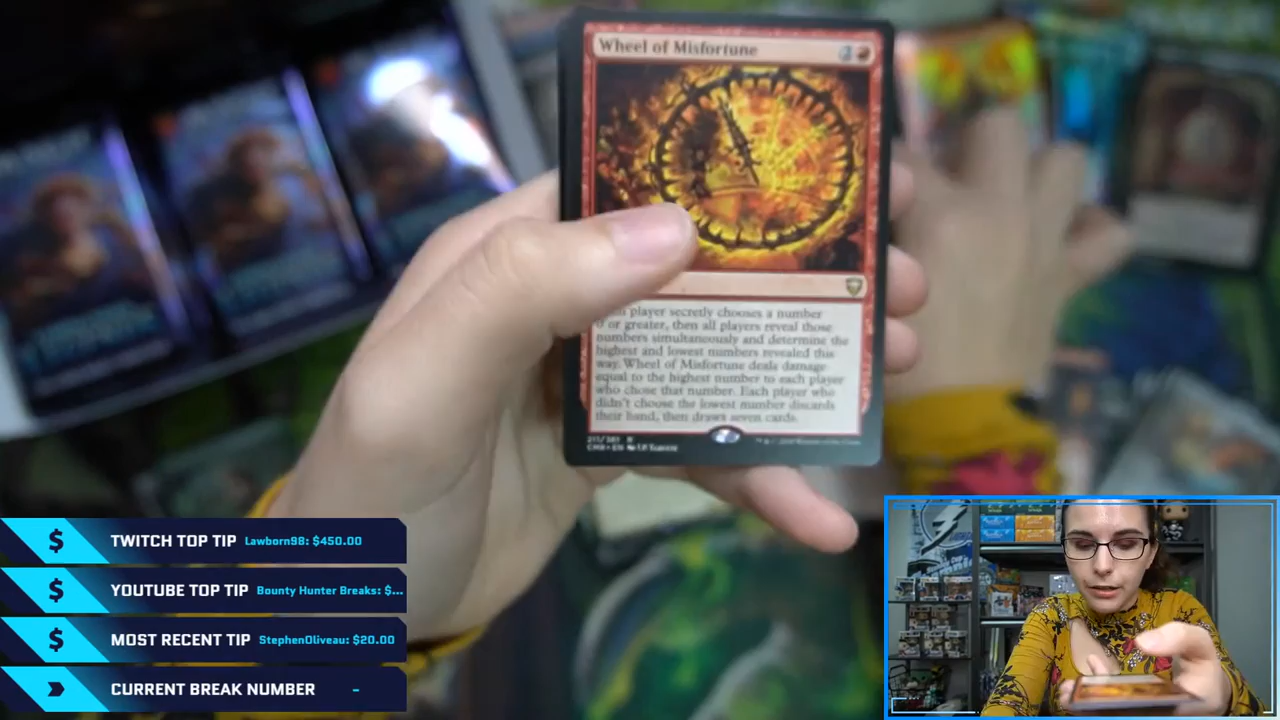 Wheel of Misfortune
player secretly chooses a number
0 or greater, then all players reveal those
numbers simultaneously and determine the
highest and lowest numbers revealed this
way. Wheel of Misfortune deals damage
equal to the highest number to each player
who chose that number. Each player who
didn't choose the lowest number discards
their hand, then draws seven cards.
211/361 R
CMR • EN
$ TWITCH TOP TIP Lawborn98: $450.00
$ YOUTUBE TOP TIP Bounty Hunter Breaks: $...
$ MOST RECENT TIP StephenOliveau: $20.00
CURRENT BREAK NUMBER -